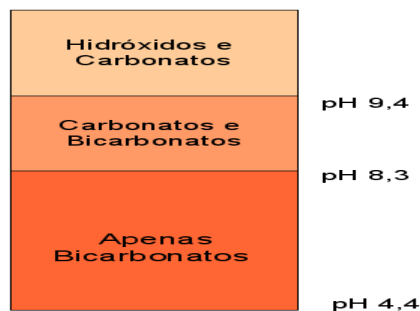 Hidróxidos e
Carbonatos
pH 9,4
Carbonatos e
Bicarbonatos
pH 8,3
Apenas
Bicarbonatos
pH 4,4